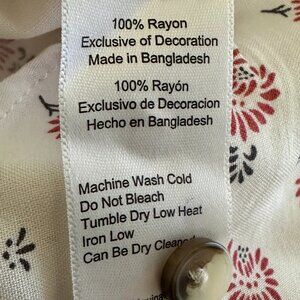 100% Rayon
Exclusive of Decoration
Made in Bangladesh
100% Rayón
Exclusivo de Decoracion
Hecho en Bangladesh
Machine Wash Cold
Do Not Bleach
Tumble Dry Low Heat
Iron Low
Can Be Dry Cleaned